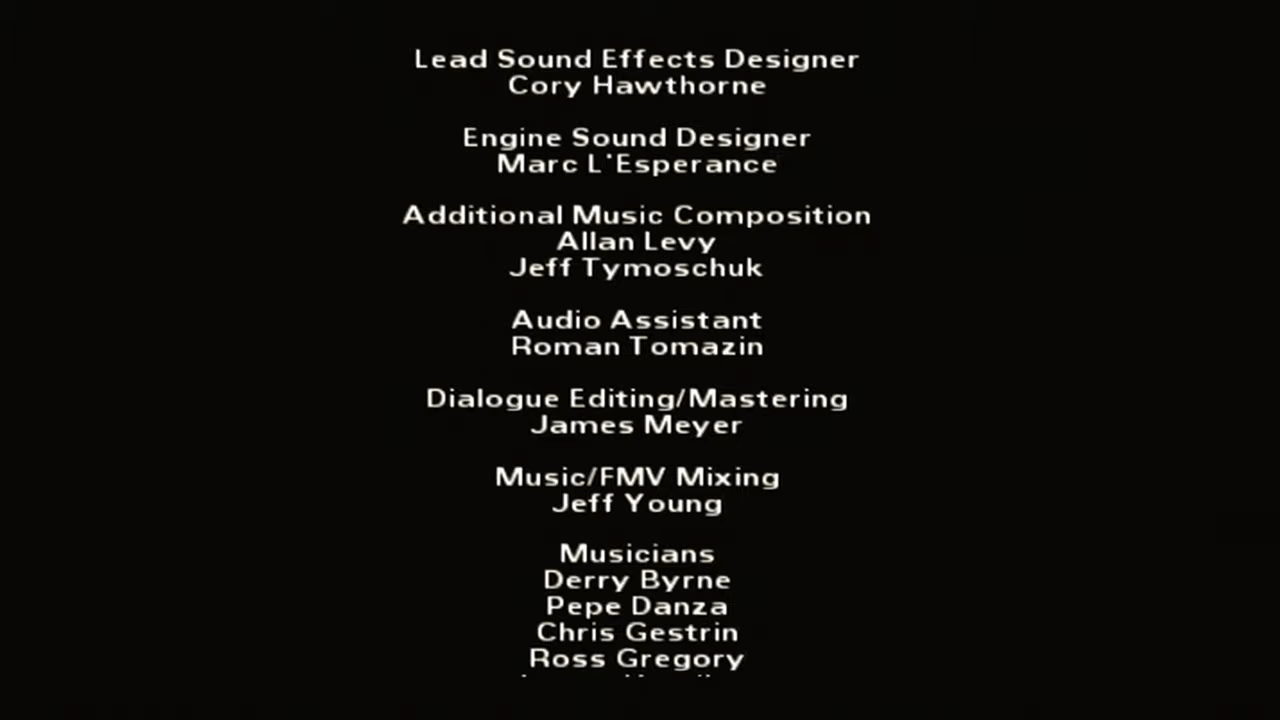 Lead Sound Effects Designer
Cory Hawthorne
Engine Sound Designer
Marc L'Esperance
Additional Music Composition
Allan Levy
Jeff Tymoschuk
Audio Assistant
Roman Tomazin
Dialogue Editing/Mastering
James Meyer
Music/FMV Mixing
Jeff Young
Musicians
Derry Byrne
Pepe Danza
Chris Gestrin
Ross Gregory